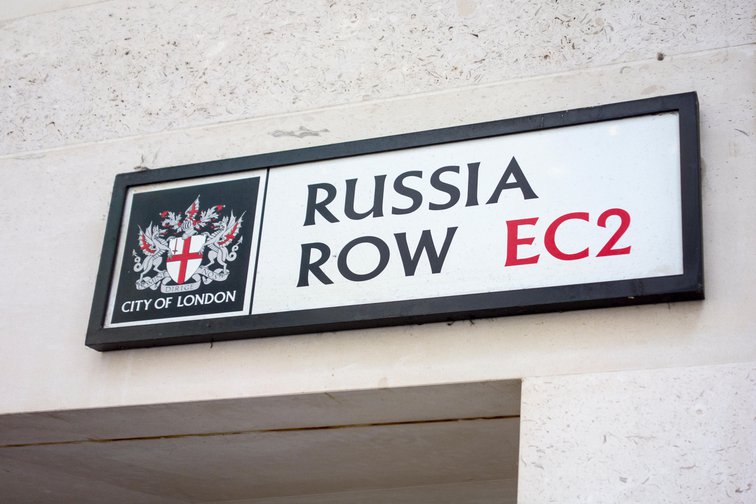 RUSSIA
ROW EC2
DIRIGE
CITY OF LONDON